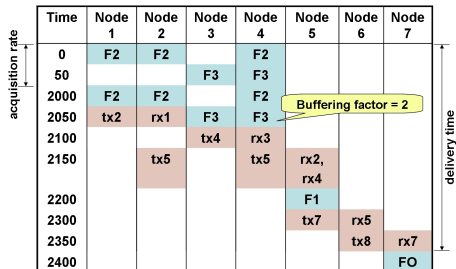 Time Node 1 Node 2 Node 3 Node 4 Node 5 Node 6 Node 7
acquisition rate
0 F2 F2 F2
50 F3 F3
2000 F2 F2 F2
Buffering factor = 2
2050 tx2 rx1 F3 F3
2100 tx4 rx3
2150 tx5 tx5 rx2,
rx4
2200 F1
2300 tx7 rx5
2350 tx8 rx7
2400 FO
delivery time